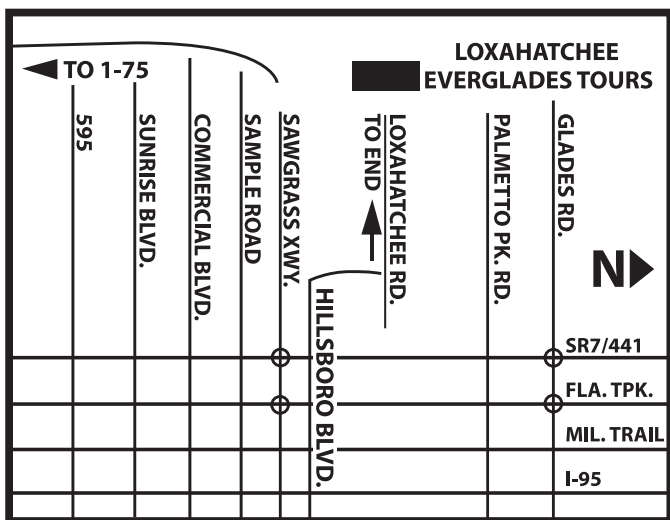 LOXAHATCHEE
EVERGLADES TOURS
TO 1-75
595
SUNRISE BLVD.
COMMERCIAL BLVD.
SAMPLE ROAD
SAWGRASS XWY.
HILLSBORO BLVD.
LOXAHATCHEE RD.
TO END
PALMETTO PK. RD.
GLADES RD.
N
SR7/441
FLA. TPK.
MIL. TRAIL
I-95